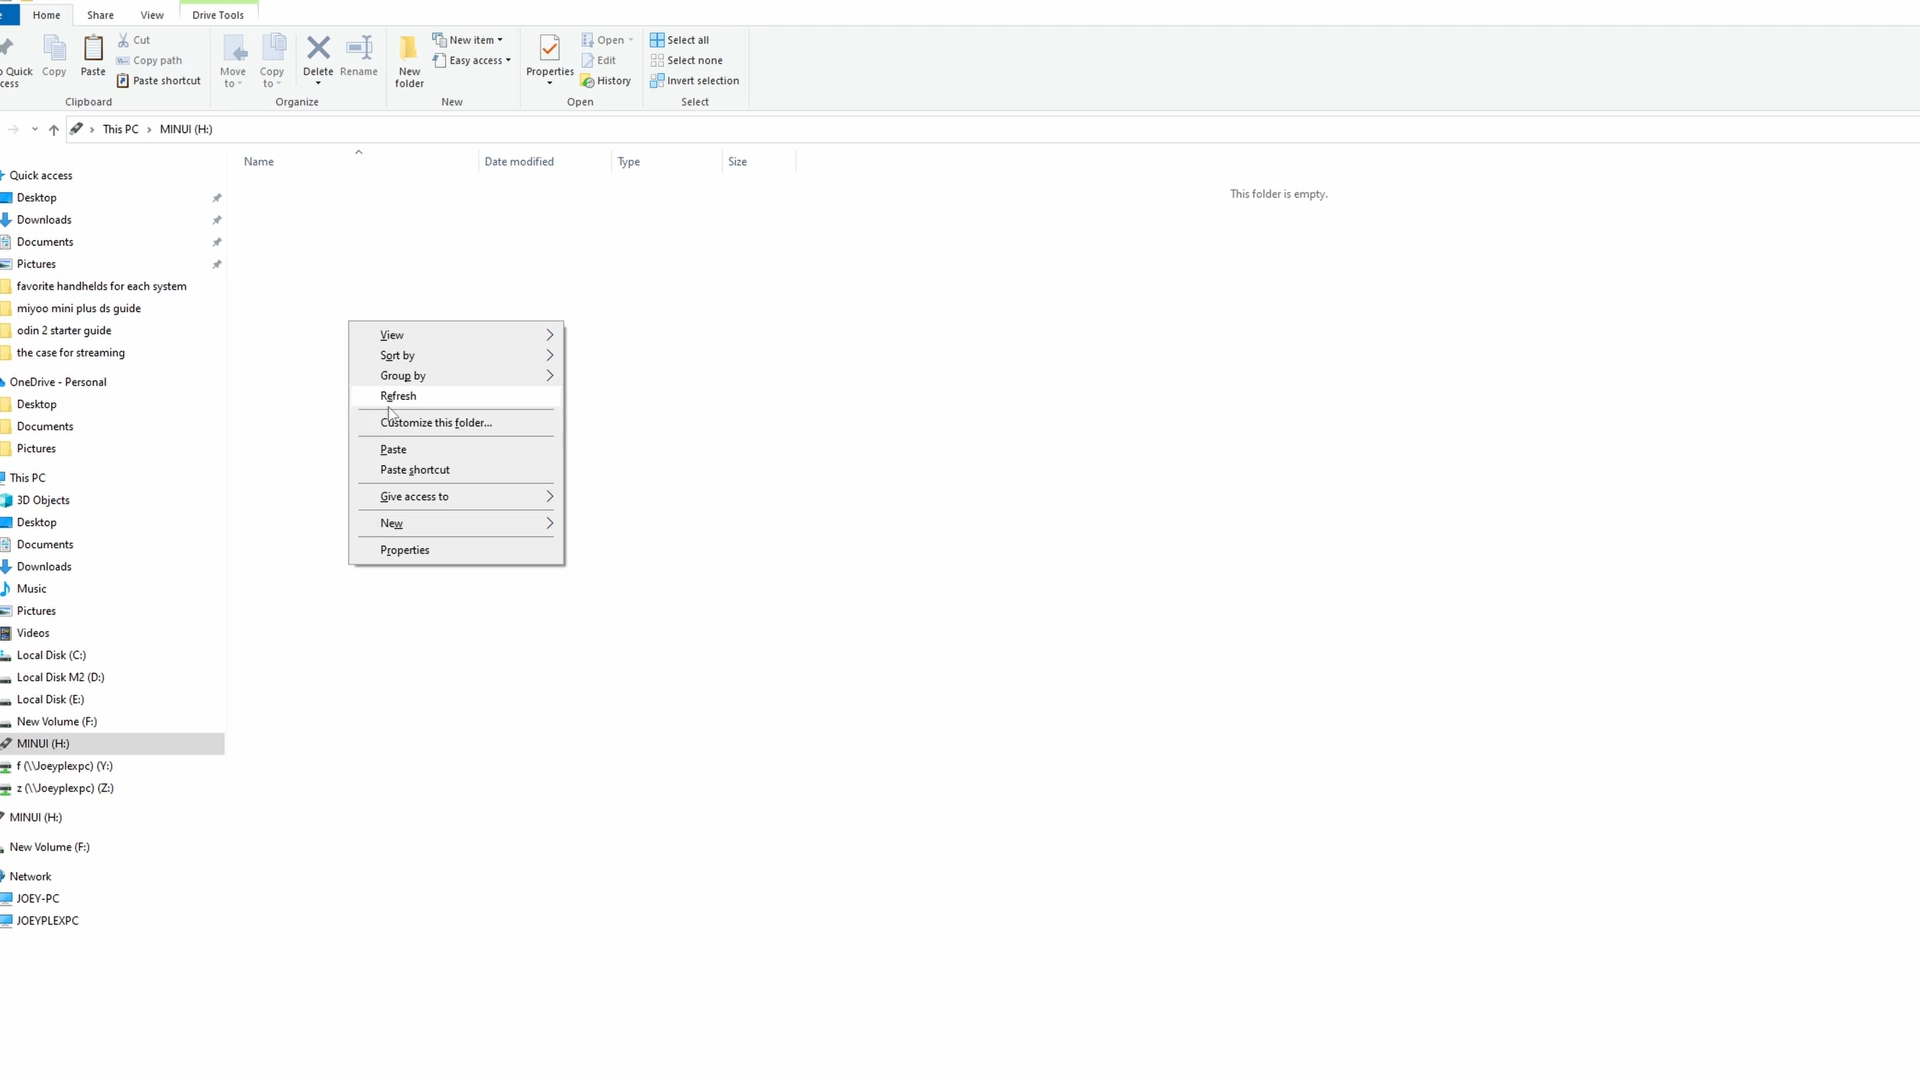 Home
Share
View
Drive Tools
Cut
Copy path
Paste shortcut
Copy
Paste
Quick
Clipboard
Move to
Copy to
Delete
Rename
Organize
New folder
New item
Easy access
New
Properties
Open
Edit
History
Open
Select all
Select none
Invert selection
Select
This PC
MINUI (H:)
Name
Date modified
Type
Size
This folder is empty.
Quick access
Desktop
Downloads
Documents
Pictures
favorite handhelds for each system
miyoo mini plus ds guide
odin 2 starter guide
the case for streaming
OneDrive - Personal
Desktop
Documents
Pictures
This PC
3D Objects
Desktop
Documents
Downloads
Music
Pictures
Videos
Local Disk (C:)
Local Disk M2 (D:)
Local Disk (E:)
New Volume (F:)
MINUI (H:)
f (\\Joeyplexpc) (Y:)
z (\\Joeyplexpc) (Z:)
MINUI (H:)
New Volume (F:)
Network
JOEY-PC
JOEYPLEXPC
View
Sort by
Group by
Refresh
Customize this folder...
Paste
Paste shortcut
Give access to
New
Properties